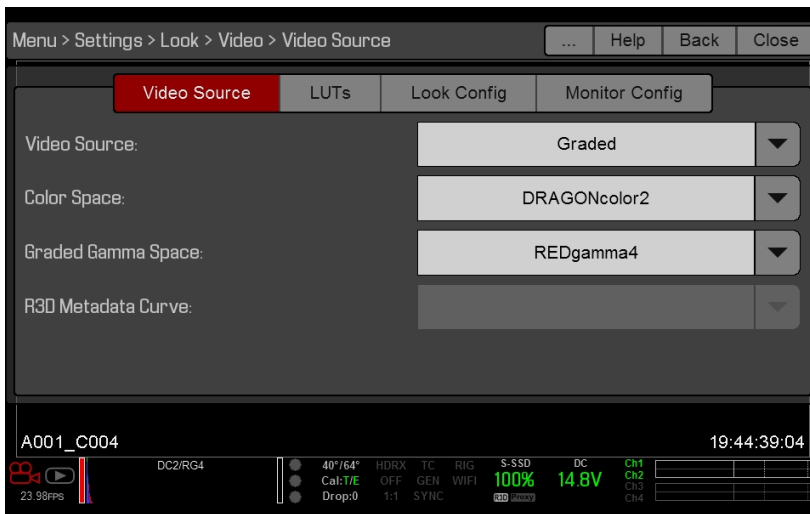 Menu > Settings > Look > Video > Video Source ... Help Back Close
Video Source LUTs Look Config Monitor Config
Video Source: Graded
Color Space: DRAGONcolor2
Graded Gamma Space: REDgamma4
R3D Metadata Curve:
A001_C004 19:44:39:04
DC2/RG4 40°/64° HDRX TC RIG S-SSD DC Ch1
Cal:T/E OFF GEN WIFI 100% 14.8V Ch2
23.98FPS Drop:0 1:1 SYNC R3D Proxy Ch3
Ch4